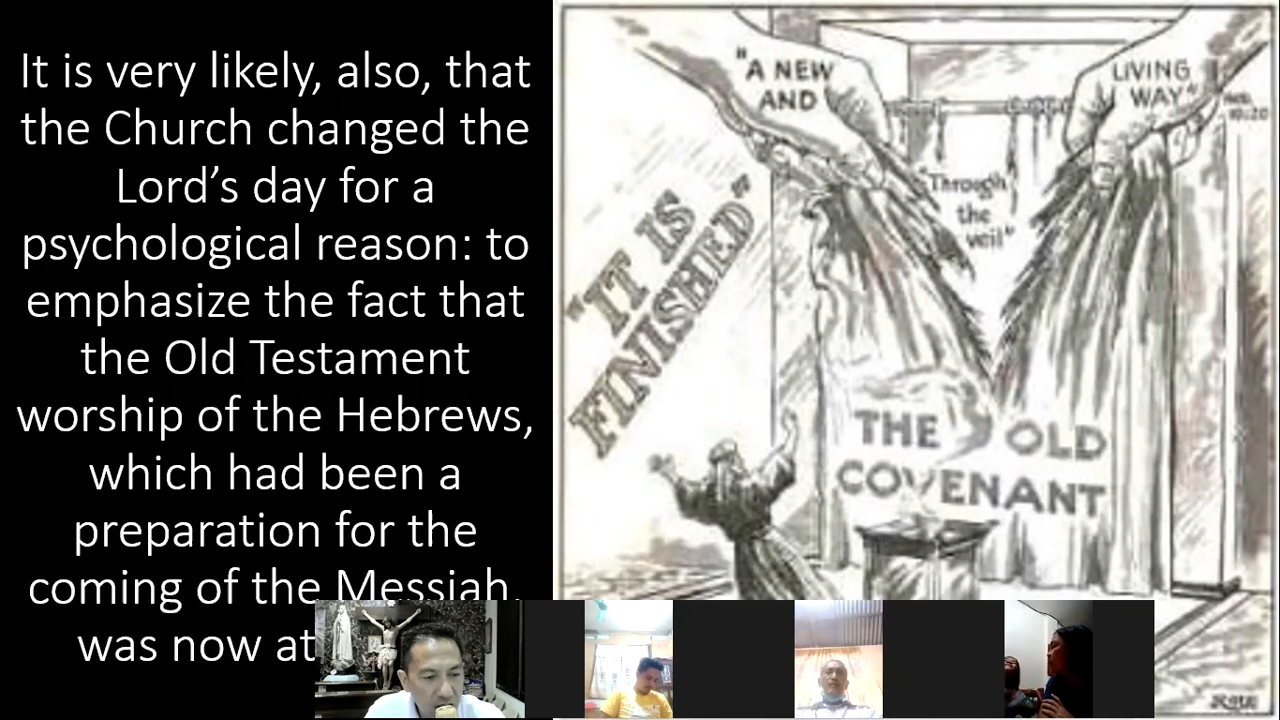 It is very likely, also, that
the Church changed the
Lord’s day for a
psychological reason: to
emphasize the fact that
the Old Testament
worship of the Hebrews,
which had been a
preparation for the
coming of the Messiah,
was now at
"A NEW
AND
LIVING
WAY"
"Through
the
veil"
"IT IS
FINISHED"
THE OLD
COVENANT